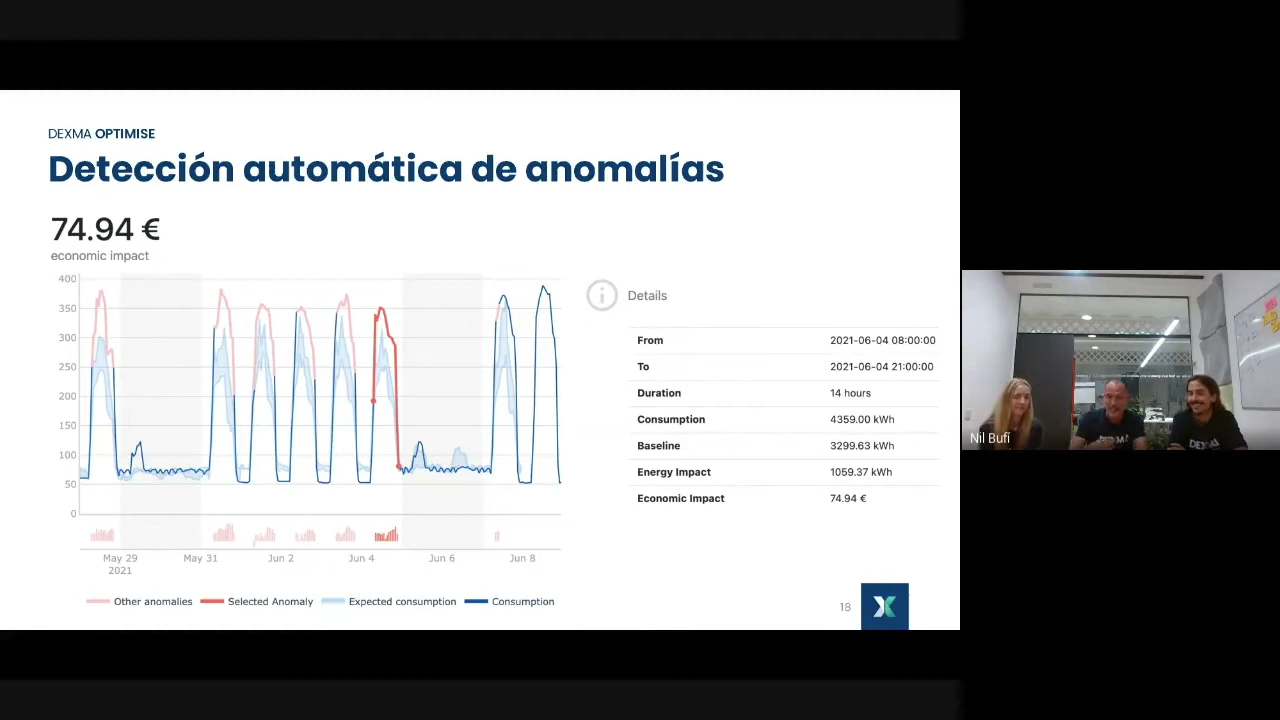 DEXMA OPTIMISE
Detección automática de anomalías
74.94 €
economic impact
400
350
300
250
200
150
100
50
0
May 29
2021
May 31
Jun 2
Jun 4
Jun 6
Jun 8
Other anomalies
Selected Anomaly
Expected consumption
Consumption
Details
From 2021-06-04 08:00:00
To 2021-06-04 21:00:00
Duration 14 hours
Consumption 4359.00 kWh
Baseline 3299.63 kWh
Energy Impact 1059.37 kWh
Economic Impact 74.94 €
18
Nil Bufí
DEXMA